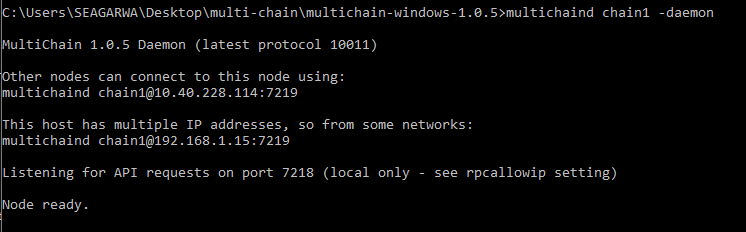 C:\Users\SEAGARWA\Desktop\multi-chain\multichain-windows-1.0.5>multichaind chain1 -daemon
MultiChain 1.0.5 Daemon (latest protocol 10011)
Other nodes can connect to this node using:
multichaind chain1@10.40.228.114:7219
This host has multiple IP addresses, so from some networks:
multichaind chain1@192.168.1.15:7219
Listening for API requests on port 7218 (local only - see rpcallowip setting)
Node ready.